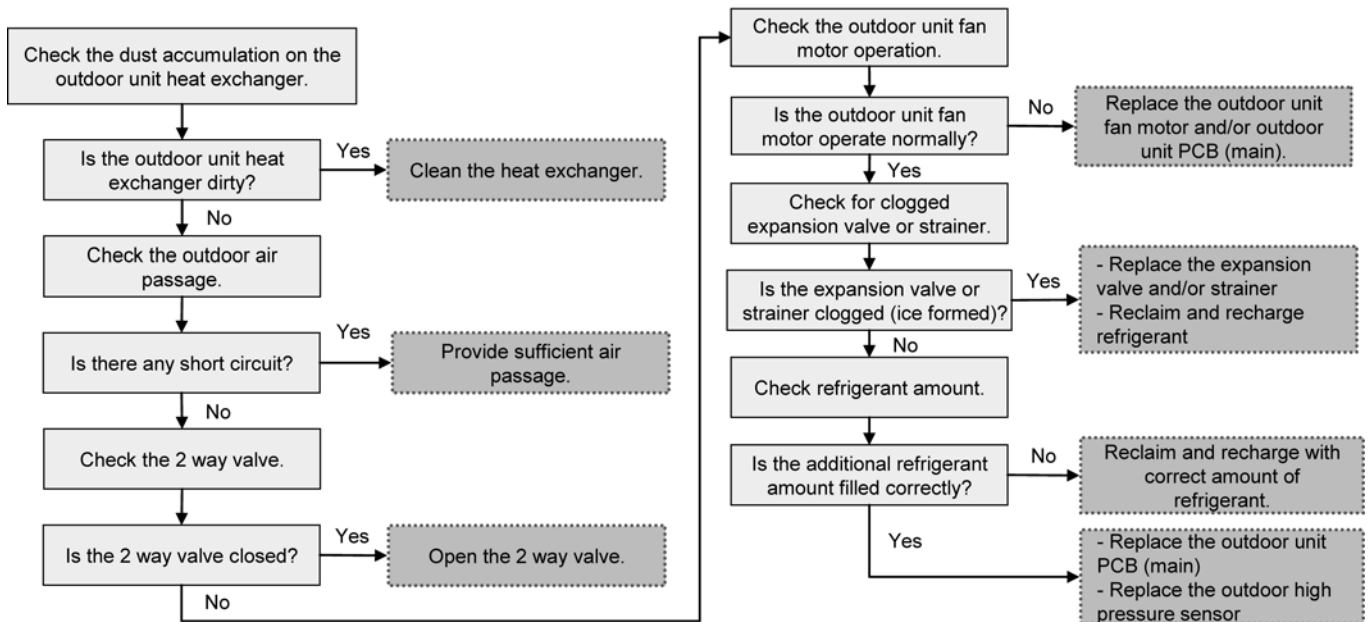 Check the dust accumulation on the
outdoor unit heat exchanger.
Is the outdoor unit heat
exchanger dirty?
Yes
Clean the heat exchanger.
No
Check the outdoor air
passage.
Is there any short circuit?
Yes
Provide sufficient air
passage.
No
Check the 2 way valve.
Is the 2 way valve closed?
Yes
Open the 2 way valve.
No
Check the outdoor unit fan
motor operation.
Is the outdoor unit fan
motor operate normally?
No
Replace the outdoor unit
fan motor and/or outdoor
unit PCB (main).
Yes
Check for clogged
expansion valve or strainer.
Is the expansion valve or
strainer clogged (ice formed)?
Yes
- Replace the expansion
valve and/or strainer
- Reclaim and recharge
refrigerant
No
Check refrigerant amount.
Is the additional refrigerant
amount filled correctly?
No
Reclaim and recharge with
correct amount of
refrigerant.
Yes
- Replace the outdoor unit
PCB (main)
- Replace the outdoor high
pressure sensor